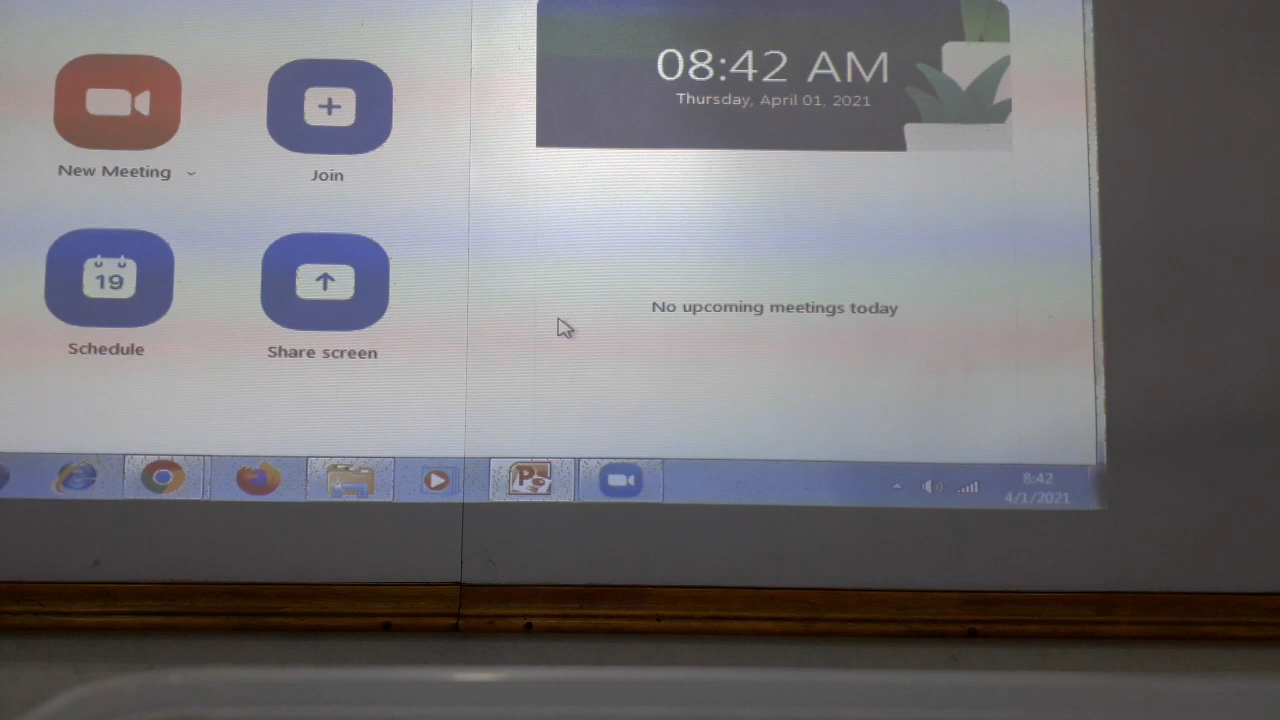 08:42 AM
Thursday, April 01, 2021
New Meeting
Join
19
Schedule
Share screen
No upcoming meetings today
P
8:42
4/1/2021